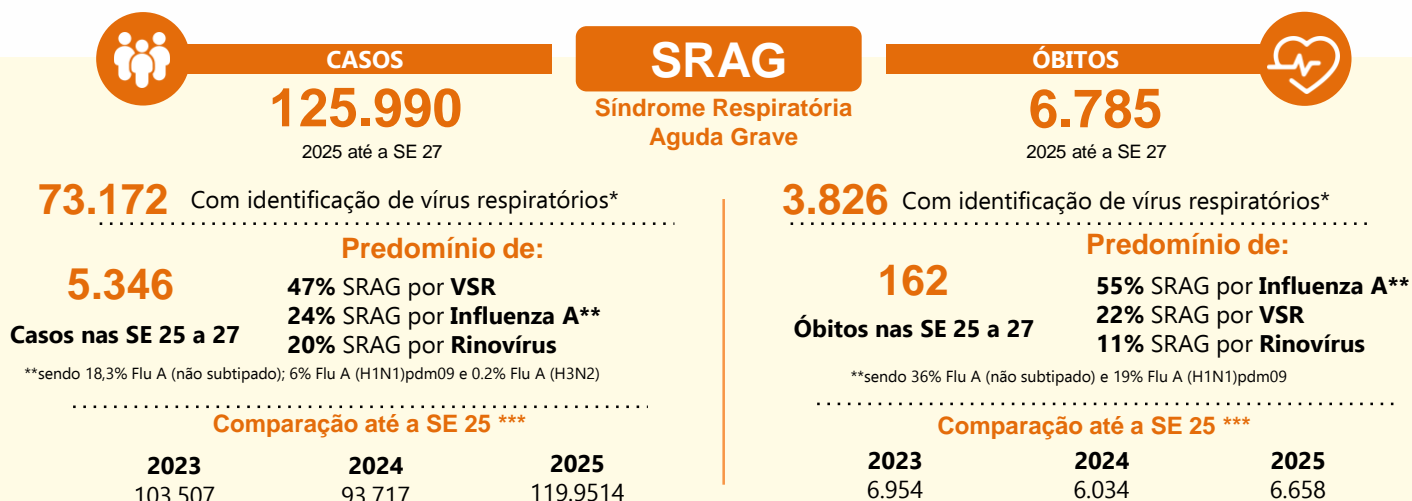 CASOS
125.990
2025 até a SE 27
SRAG
Síndrome Respiratória
Aguda Grave
ÓBITOS
6.785
2025 até a SE 27
73.172 Com identificação de vírus respiratórios*
Predomínio de:
5.346
Casos nas SE 25 a 27
47% SRAG por VSR
24% SRAG por Influenza A**
20% SRAG por Rinovírus
**sendo 18,3% Flu A (não subtipado); 6% Flu A (H1N1)pdm09 e 0.2% Flu A (H3N2)
Comparação até a SE 25 ***
2023 2024 2025
103.507 93.717 119.9514
3.826 Com identificação de vírus respiratórios*
Predomínio de:
162
Óbitos nas SE 25 a 27
55% SRAG por Influenza A**
22% SRAG por VSR
11% SRAG por Rinovírus
**sendo 36% Flu A (não subtipado) e 19% Flu A (H1N1)pdm09
Comparação até a SE 25 ***
2023 2024 2025
6.954 6.034 6.658